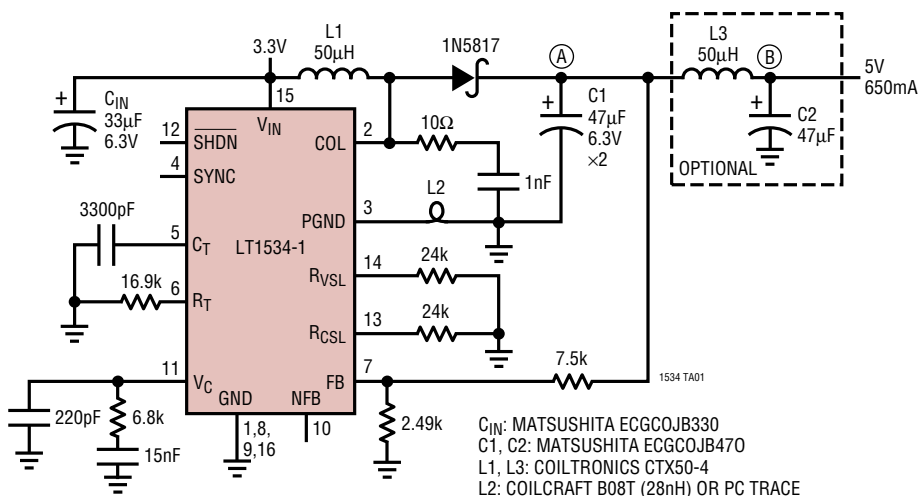 L1
50µH
3.3V
1N5817
A
L3
50µH
B
5V
650mA
+
CIN
33µF
6.3V
15
VIN
12
SHDN
COL
2
10Ω
+
C1
47µF
6.3V
×2
+
C2
47µF
OPTIONAL
4
SYNC
1nF
L2
3300pF
PGND
3
5
CT
LT1534-1
RVSL
14
24k
16.9k
6
RT
RCSL
13
24k
11
VC
FB
7
7.5k
1534 TA01
GND
NFB
220pF
6.8k
1,8,
9,16
10
2.49k
15nF
CIN: MATSUSHITA ECGCOJB330
C1, C2: MATSUSHITA ECGCOJB470
L1, L3: COILTRONICS CTX50-4
L2: COILCRAFT B08T (28nH) OR PC TRACE